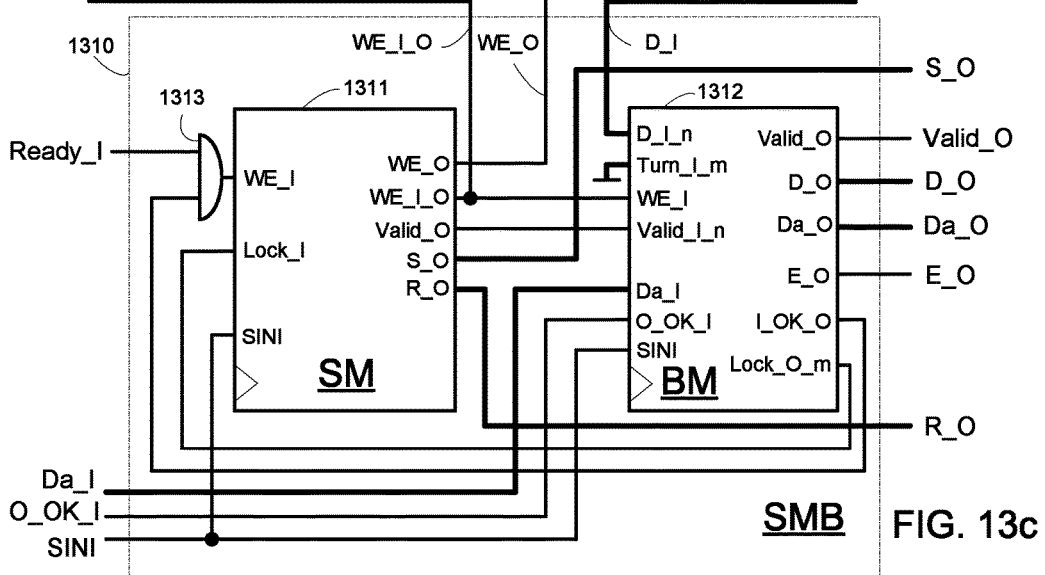 1310
WE_I_O
WE_O
D_I
S_O
1313
1311
1312
Ready_I
WE_I
WE_O
D_I_n
Valid_O
Valid_O
Turn_I_m
WE_I_O
WE_I
D_O
D_O
Valid_O
Valid_I_n
Da_O
Da_O
Lock_I
S_O
R_O
Da_I
E_O
E_O
O_OK_I
I_OK_O
SINI
SINI
Lock_O_m
SM
BM
R_O
Da_I
O_OK_I
SINI
SMB
FIG. 13c